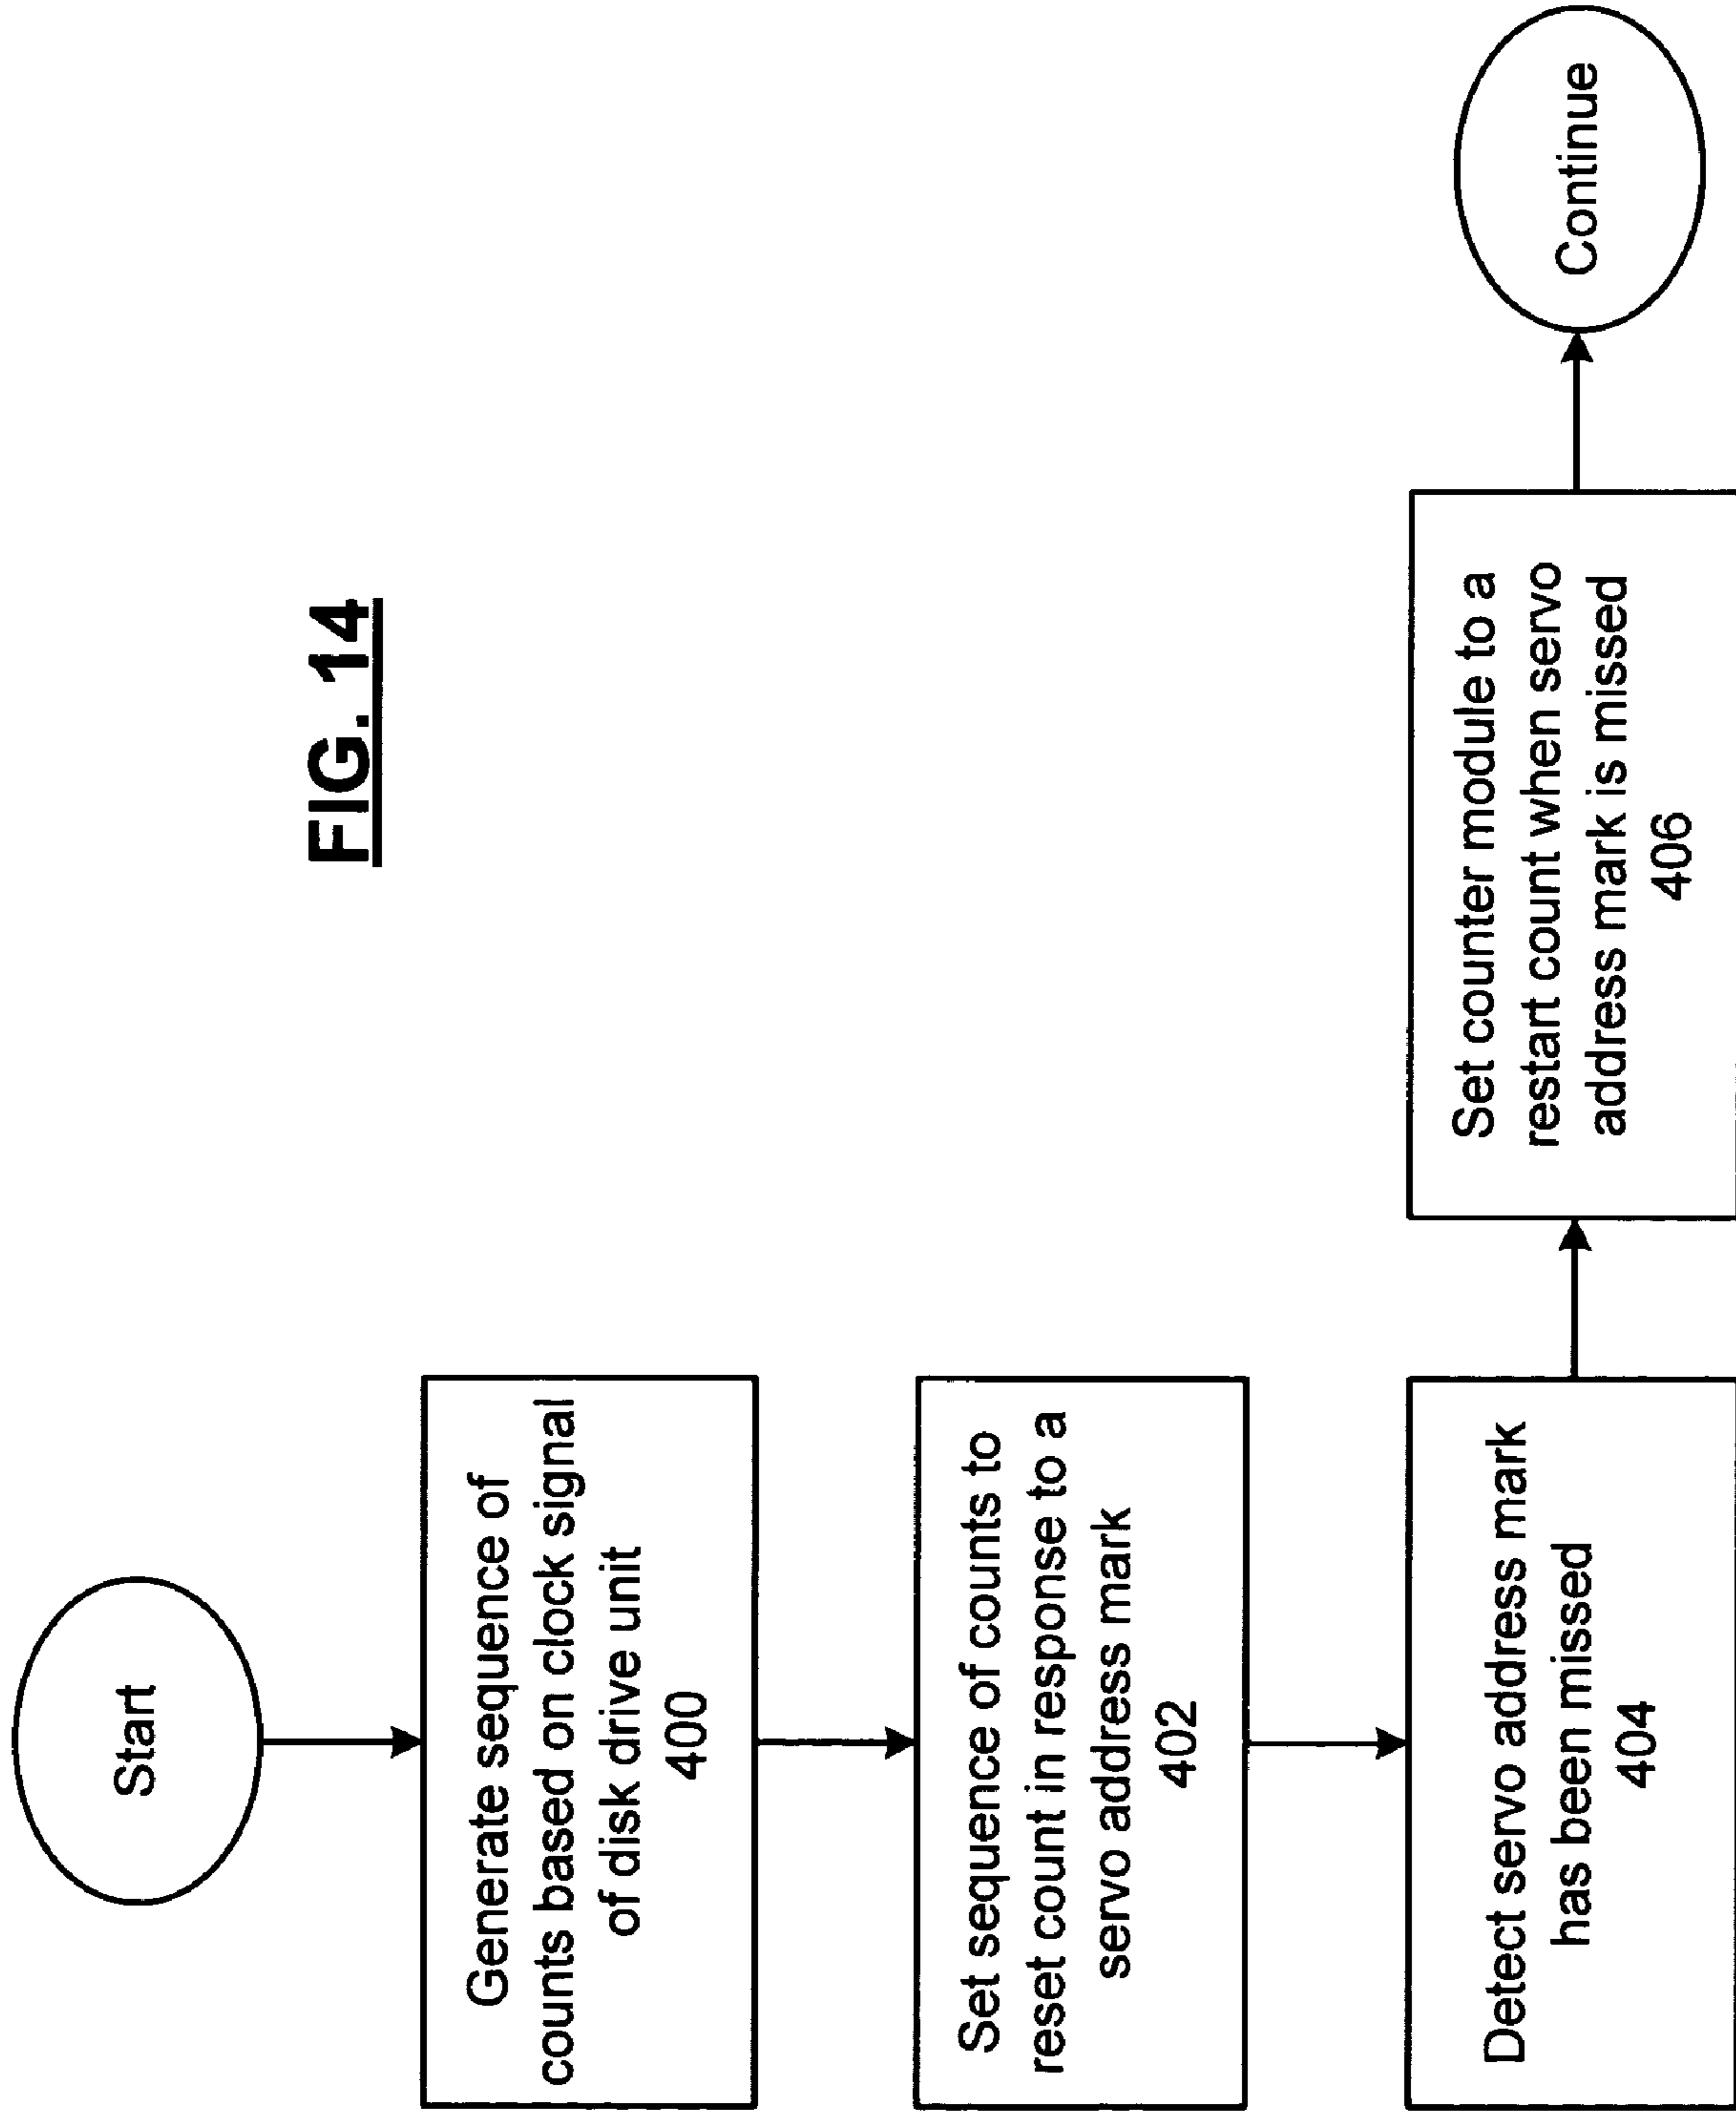 FIG. 14
Start
Generate sequence of
counts based on clock signal
of disk drive unit
400
Set sequence of counts to
reset count in response to a
servo address mark
402
Detect servo address mark
has been missed
404
Set counter module to a
restart count when servo
address mark is missed
406
Continue